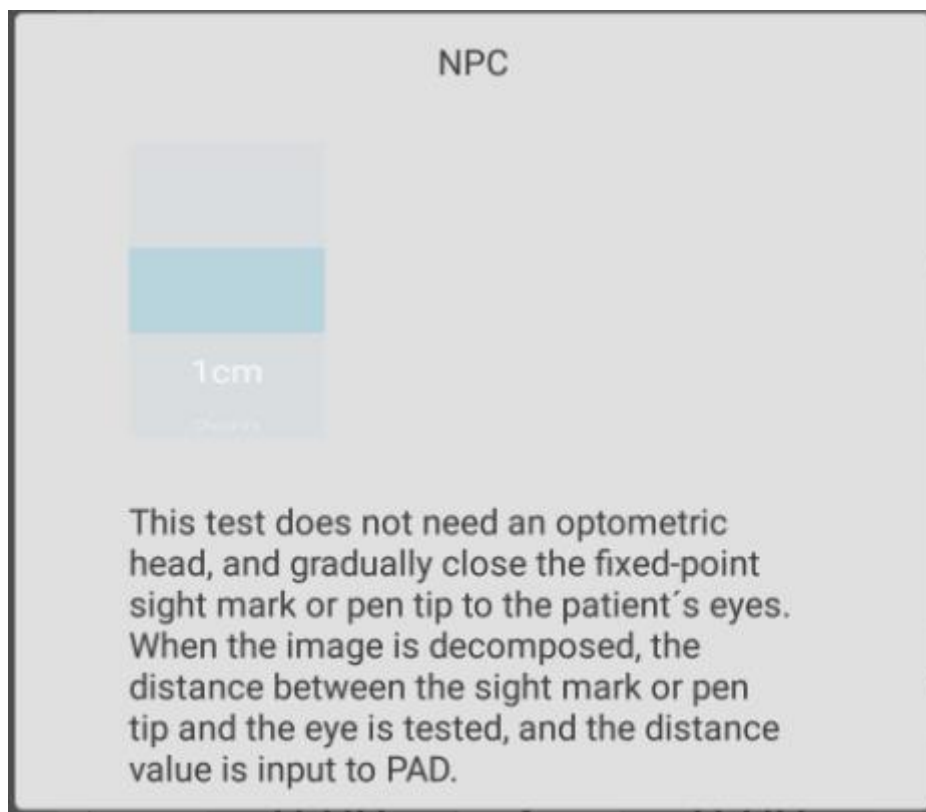 NPC
1cm
This test does not need an optometric
head, and gradually close the fixed-point
sight mark or pen tip to the patient´s eyes.
When the image is decomposed, the
distance between the sight mark or pen
tip and the eye is tested, and the distance
value is input to PAD.